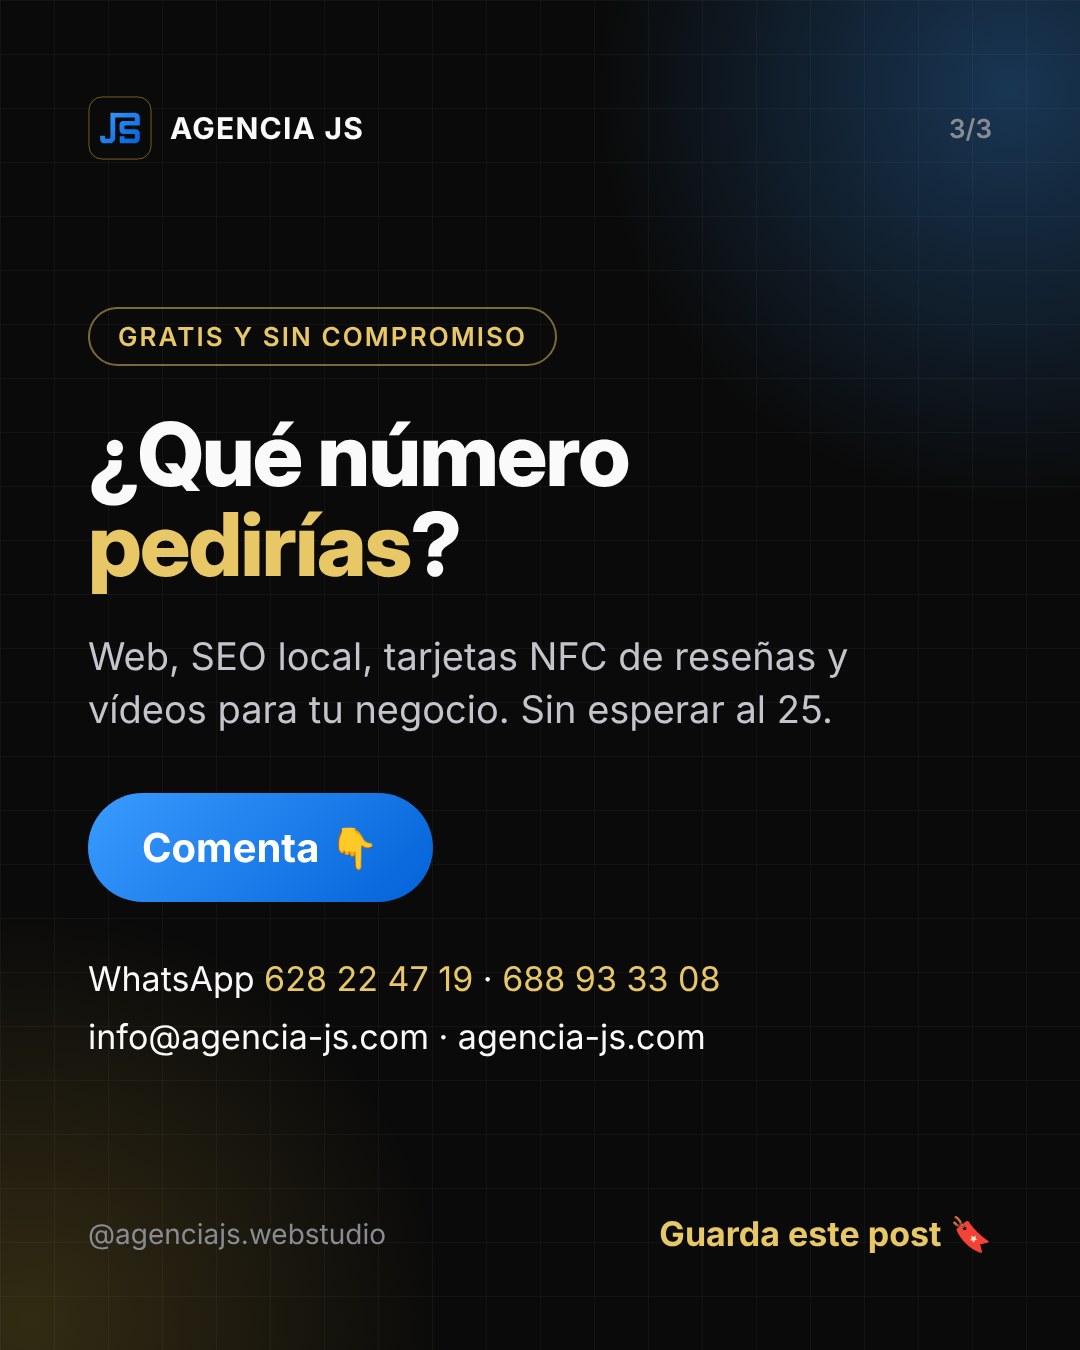 JS AGENCIA JS
3/3
GRATIS Y SIN COMPROMISO
¿Qué número
pedirías?
Web, SEO local, tarjetas NFC de reseñas y
vídeos para tu negocio. Sin esperar al 25.
Comenta 👇
WhatsApp 628 22 47 19 · 688 93 33 08
info@agencia-js.com · agencia-js.com
@agenciajs.webstudio
Guarda este post 🔖